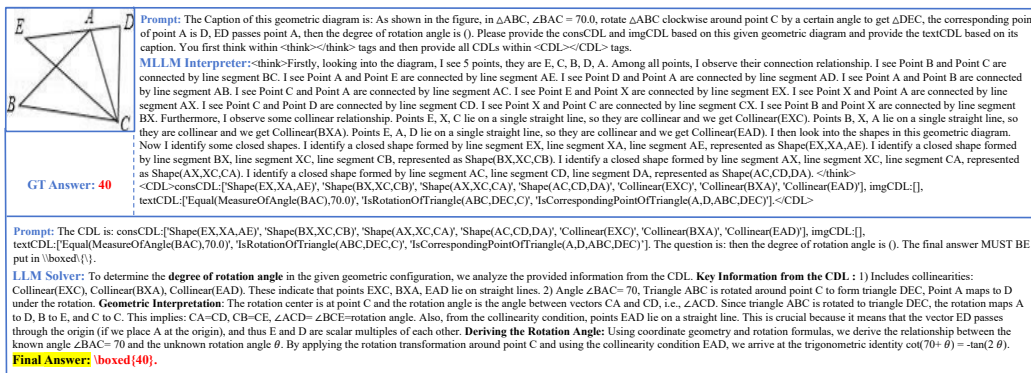 E
A
D
B
C
GT Answer: 40
Prompt: The Caption of this geometric diagram is: As shown in the figure, in △ABC, ∠BAC = 70.0, rotate △ABC clockwise around point C by a certain angle to get △DEC, the corresponding poin
of point A is D, ED passes point A, then the degree of rotation angle is (). Please provide the consCDL and imgCDL based on this given geometric diagram and provide the textCDL based on its
caption. You first think within <think></think> tags and then provide all CDLs within <CDL></CDL> tags.
MLLM Interpreter:<think>Firstly, looking into the diagram, I see 5 points, they are E, C, B, D, A. Among all points, I observe their connection relationship. I see Point B and Point C are
connected by line segment BC. I see Point A and Point E are connected by line segment AE. I see Point D and Point A are connected by line segment AD. I see Point A and Point B are connected
by line segment AB. I see Point C and Point A are connected by line segment AC. I see Point E and Point X are connected by line segment EX. I see Point X and Point A are connected by line
segment AX. I see Point C and Point D are connected by line segment CD. I see Point X and Point C are connected by line segment CX. I see Point B and Point X are connected by line segment
BX. Furthermore, I observe some collinear relationship. Points E, X, C lie on a single straight line, so they are collinear and we get Collinear(EXC). Points B, X, A lie on a single straight line, so
they are collinear and we get Collinear(BXA). Points E, A, D lie on a single straight line, so they are collinear and we get Collinear(EAD). I then look into the shapes in this geometric diagram.
Now I identify some closed shapes. I identify a closed shape formed by line segment EX, line segment XA, line segment AE, represented as Shape(EX,XA,AE). I identify a closed shape formed
by line segment BX, line segment XC, line segment CB, represented as Shape(BX,XC,CB). I identify a closed shape formed by line segment AX, line segment XC, line segment CA, represented
as Shape(AX,XC,CA). I identify a closed shape formed by line segment AC, line segment CD, line segment DA, represented as Shape(AC,CD,DA). </think>
<CDL>consCDL:['Shape(EX,XA,AE)', 'Shape(BX,XC,CB)', 'Shape(AX,XC,CA)', 'Shape(AC,CD,DA)', 'Collinear(EXC)', 'Collinear(BXA)', 'Collinear(EAD)'], imgCDL:[],
textCDL:['Equal(MeasureOfAngle(BAC),70.0)', 'IsRotationOfTriangle(ABC,DEC,C)', 'IsCorrespondingPointOfTriangle(A,D,ABC,DEC)'].</CDL>
Prompt: The CDL is: consCDL:['Shape(EX,XA,AE)', 'Shape(BX,XC,CB)', 'Shape(AX,XC,CA)', 'Shape(AC,CD,DA)', 'Collinear(EXC)', 'Collinear(BXA)', 'Collinear(EAD)'], imgCDL:[],
textCDL:['Equal(MeasureOfAngle(BAC),70.0)', 'IsRotationOfTriangle(ABC,DEC,C)', 'IsCorrespondingPointOfTriangle(A,D,ABC,DEC)']. The question is: then the degree of rotation angle is (). The final answer MUST BE
put in \\boxed\{\}.
LLM Solver: To determine the degree of rotation angle in the given geometric configuration, we analyze the provided information from the CDL. Key Information from the CDL : 1) Includes collinearities:
Collinear(EXC), Collinear(BXA), Collinear(EAD). These indicate that points EXC, BXA, EAD lie on straight lines. 2) Angle ∠BAC= 70, Triangle ABC is rotated around point C to form triangle DEC, Point A maps to D
under the rotation. Geometric Interpretation: The rotation center is at point C and the rotation angle is the angle between vectors CA and CD, i.e., ∠ACD. Since triangle ABC is rotated to triangle DEC, the rotation maps A
to D, B to E, and C to C. This implies: CA=CD, CB=CE, ∠ACD= ∠BCE=rotation angle. Also, from the collinearity condition, points EAD lie on a line. This is crucial because it means that the vector ED passes
through the origin (if we place A at the origin), and thus E and D are scalar multiples of each other. Deriving the Rotation Angle: Using coordinate geometry and rotation formulas, we derive the relationship between the
known angle ∠BAC= 70 and the unknown rotation angle θ. By applying the rotation transformation around point C and using the collinearity condition EAD, we arrive at the trigonometric identity cot(70+ θ) = -tan(2 θ).
Final Answer: \boxed{40}.